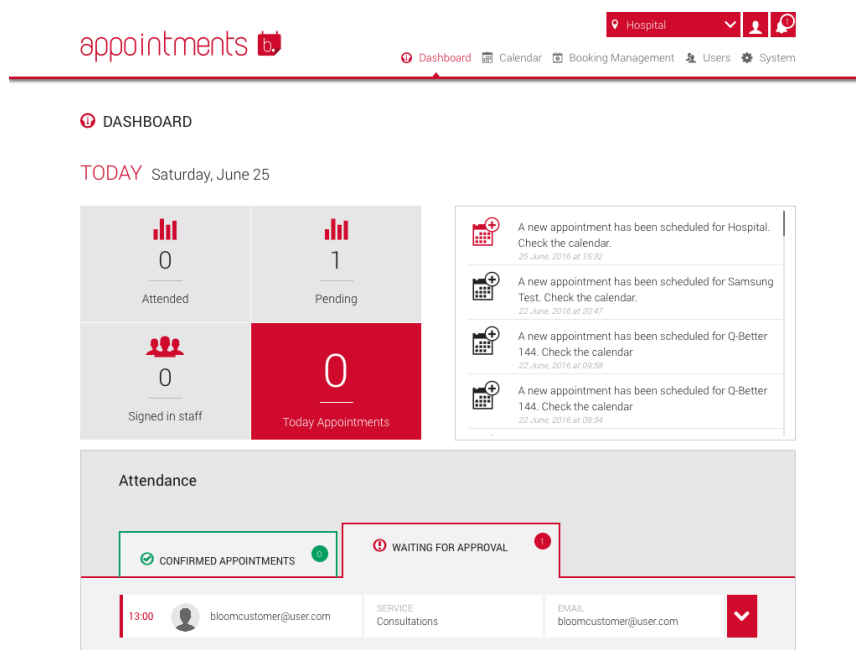 Hospital
1
appointments b.
Dashboard Calendar Booking Management Users System
DASHBOARD
TODAY Saturday, June 25
0
Attended
1
Pending
0
Signed in staff
0
Today Appointments
A new appointment has been scheduled for Hospital.
Check the calendar.
25 June, 2016 at 15:32
A new appointment has been scheduled for Samsung
Test. Check the calendar.
22 June, 2016 at 20:47
A new appointment has been scheduled for Q-Better
144. Check the calendar
22 June, 2016 at 09:58
A new appointment has been scheduled for Q-Better
144. Check the calendar
22 June, 2016 at 09:34
Attendance
CONFIRMED APPOINTMENTS 0
WAITING FOR APPROVAL 1
13:00 bloomcustomer@user.com
SERVICE
Consultations
EMAIL
bloomcustomer@user.com